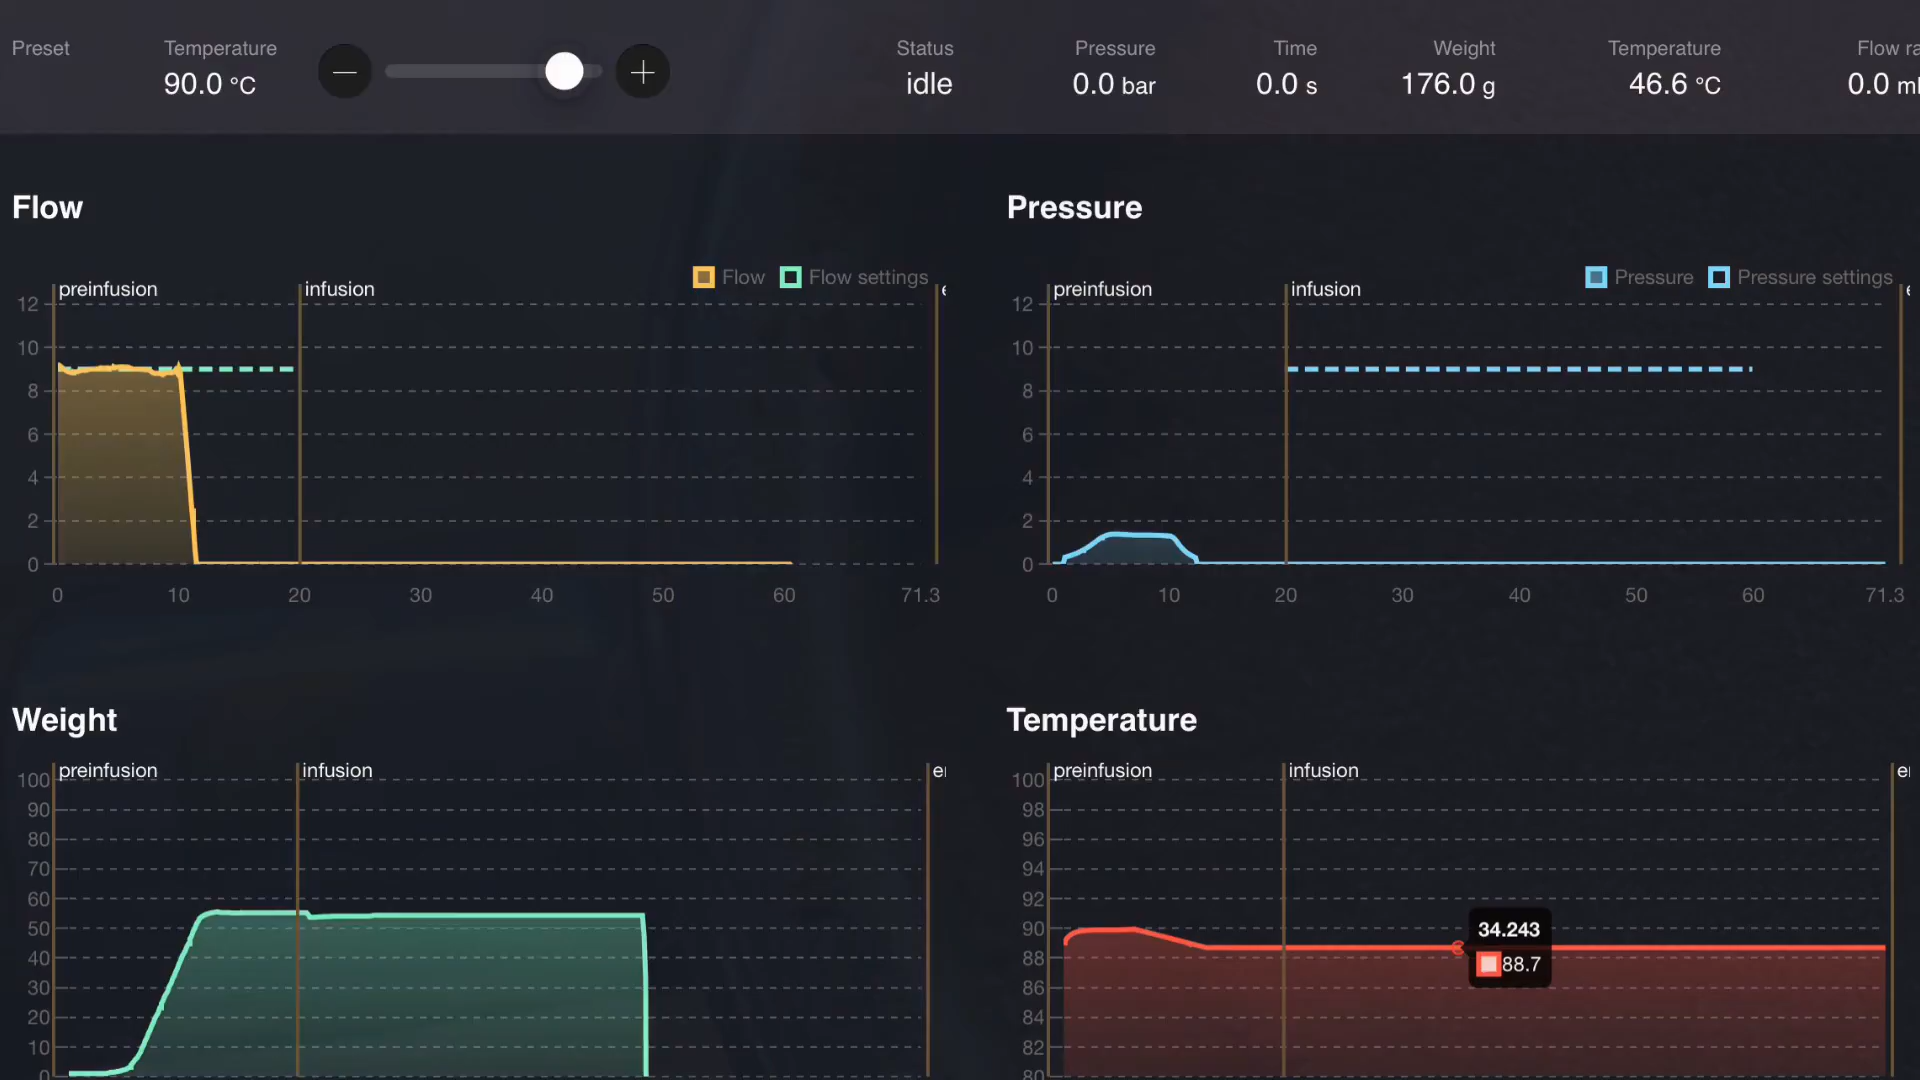 Preset
Temperature
90.0 °C
Status
idle
Pressure
0.0 bar
Time
0.0 s
Weight
176.0 g
Temperature
46.6 °C
Flow ra
0.0 ml
Flow
Flow
Flow settings
preinfusion
infusion
12
10
8
6
4
2
0
0 10 20 30 40 50 60 71.3
Pressure
Pressure
Pressure settings
preinfusion
infusion
12
10
8
6
4
2
0
0 10 20 30 40 50 60 71.3
Weight
preinfusion
infusion
100
90
80
70
60
50
40
30
20
10
0
Temperature
preinfusion
infusion
100
98
96
94
92
90
88
86
84
82
80
34.243
88.7